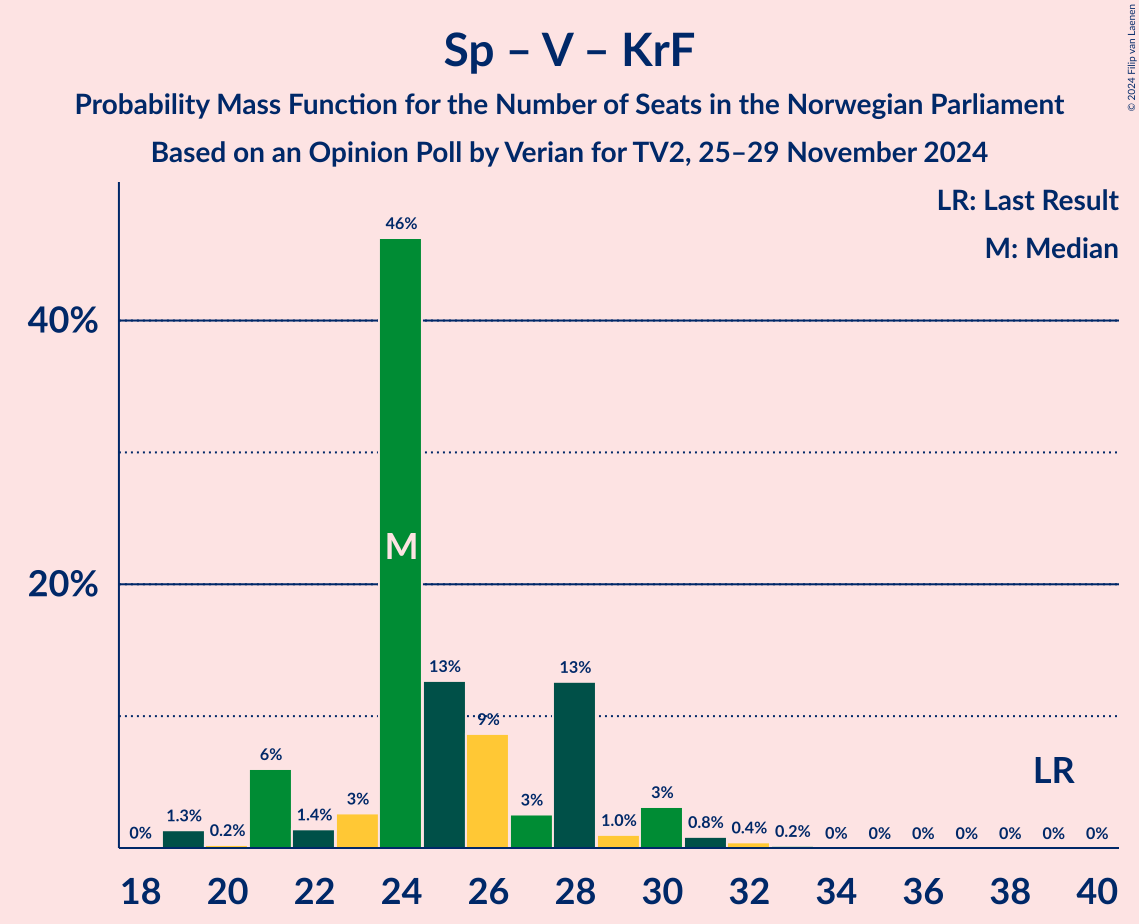 Sp – V – KrF
Probability Mass Function for the Number of Seats in the Norwegian Parliament
Based on an Opinion Poll by Verian for TV2, 25–29 November 2024
© 2024 Filip van Laenen
LR: Last Result
M: Median
40%
20%
0%
1.3%
0.2%
6%
1.4%
3%
46%
13%
9%
3%
13%
1.0%
3%
0.8%
0.4%
0.2%
0%
0%
0%
0%
0%
0%
0%
M
LR
18 20 22 24 26 28 30 32 34 36 38 40